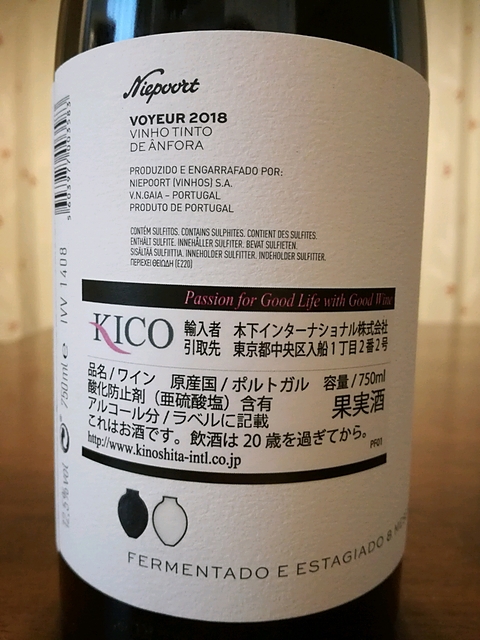 Niepoort
VOYEUR 2018
VINHO TINTO
DE ÂNFORA
PRODUZIDO E ENGARRAFADO POR:
NIEPOORT (VINHOS) S.A.
V.N.GAIA – PORTUGAL
PRODUTO DE PORTUGAL
CONTÉM SULFITOS. CONTAINS SULPHITES. CONTIENT DES SULFITES.
ENTHÄLT SULFITE. INNEHÅLLER SULFITER. BEVAT SULFIETEN.
SISÄLTÄÄ SULFIITTIA. INNEHOLDER SULFITTER. INDEHOLDER SULFITTER.
ΠΕΡΙΕΧΕΙ ΘΕΙΩΔΗ (E220)
Passion for Good Life with Good Wine
KICO
輸入者 木下インターナショナル株式会社
引取先 東京都中央区入船1丁目2番2号
品名/ワイン 原産国/ポルトガル 容量/750ml
酸化防止剤(亜硫酸塩)含有 果実酒
アルコール分/ラベルに記載
これはお酒です。飲酒は20歳を過ぎてから。
PF01
http://www.kinoshita-intl.co.jp
FERMENTADO E ESTAGIADO 8
IVV 1408
750ml e